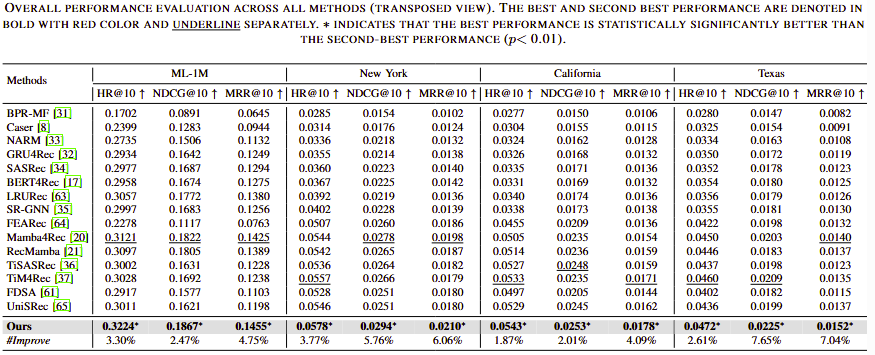 OVERALL PERFORMANCE EVALUATION ACROSS ALL METHODS (TRANSPOSED VIEW). THE BEST AND SECOND BEST PERFORMANCE ARE DENOTED IN
BOLD WITH RED COLOR AND UNDERLINE SEPARATELY. * INDICATES THAT THE BEST PERFORMANCE IS STATISTICALLY SIGNIFICANTLY BETTER THAN
THE SECOND-BEST PERFORMANCE (p< 0.01).
Methods ML-1M New York California Texas
HR@10 ↑ NDCG@10 ↑ MRR@10 ↑ HR@10 ↑ NDCG@10 ↑ MRR@10 ↑ HR@10 ↑ NDCG@10 ↑ MRR@10 ↑ HR@10 ↑ NDCG@10 ↑ MRR@10 ↑
BPR-MF [31] 0.1702 0.0891 0.0645 0.0285 0.0154 0.0102 0.0277 0.0150 0.0106 0.0280 0.0147 0.0082
Caser [8] 0.2399 0.1283 0.0944 0.0314 0.0176 0.0124 0.0304 0.0155 0.0115 0.0325 0.0154 0.0091
NARM [33] 0.2735 0.1506 0.1132 0.0336 0.0218 0.0132 0.0324 0.0162 0.0128 0.0334 0.0163 0.0108
GRU4Rec [32] 0.2934 0.1642 0.1249 0.0355 0.0214 0.0138 0.0326 0.0168 0.0132 0.0350 0.0172 0.0119
SASRec [34] 0.2977 0.1687 0.1294 0.0360 0.0223 0.0140 0.0335 0.0171 0.0136 0.0352 0.0178 0.0123
BERT4Rec [17] 0.2958 0.1674 0.1275 0.0367 0.0225 0.0142 0.0331 0.0169 0.0132 0.0354 0.0180 0.0125
LRURec [63] 0.3057 0.1772 0.1380 0.0392 0.0219 0.0139 0.0340 0.0174 0.0136 0.0371 0.0178 0.0127
SR-GNN [35] 0.2997 0.1683 0.1256 0.0402 0.0228 0.0139 0.0338 0.0173 0.0138 0.0355 0.0181 0.0130
FEARec [64] 0.2278 0.1117 0.0763 0.0507 0.0260 0.0186 0.0455 0.0209 0.0136 0.0422 0.0198 0.0126
Mamba4Rec [20] 0.3121 0.1822 0.1425 0.0544 0.0278 0.0198 0.0505 0.0235 0.0154 0.0450 0.0203 0.0140
RecMamba [21] 0.3097 0.1805 0.1389 0.0542 0.0265 0.0187 0.0514 0.0236 0.0159 0.0446 0.0183 0.0137
TiSASRec [36] 0.3002 0.1631 0.1228 0.0536 0.0264 0.0182 0.0527 0.0248 0.0159 0.0437 0.0198 0.0123
TiM4Rec [37] 0.3028 0.1692 0.1238 0.0557 0.0266 0.0179 0.0533 0.0235 0.0171 0.0460 0.0209 0.0135
FDSA [61] 0.2917 0.1577 0.1103 0.0528 0.0251 0.0180 0.0497 0.0205 0.0144 0.0402 0.0182 0.0115
UniSRec [65] 0.3011 0.1621 0.1198 0.0546 0.0251 0.0180 0.0529 0.0245 0.0162 0.0436 0.0199 0.0137
Ours 0.3224* 0.1867* 0.1455* 0.0578* 0.0294* 0.0210* 0.0543* 0.0253* 0.0178* 0.0472* 0.0225* 0.0152*
#Improve 3.30% 2.47% 4.75% 3.77% 5.76% 6.06% 1.87% 2.01% 4.09% 2.61% 7.65% 7.04%